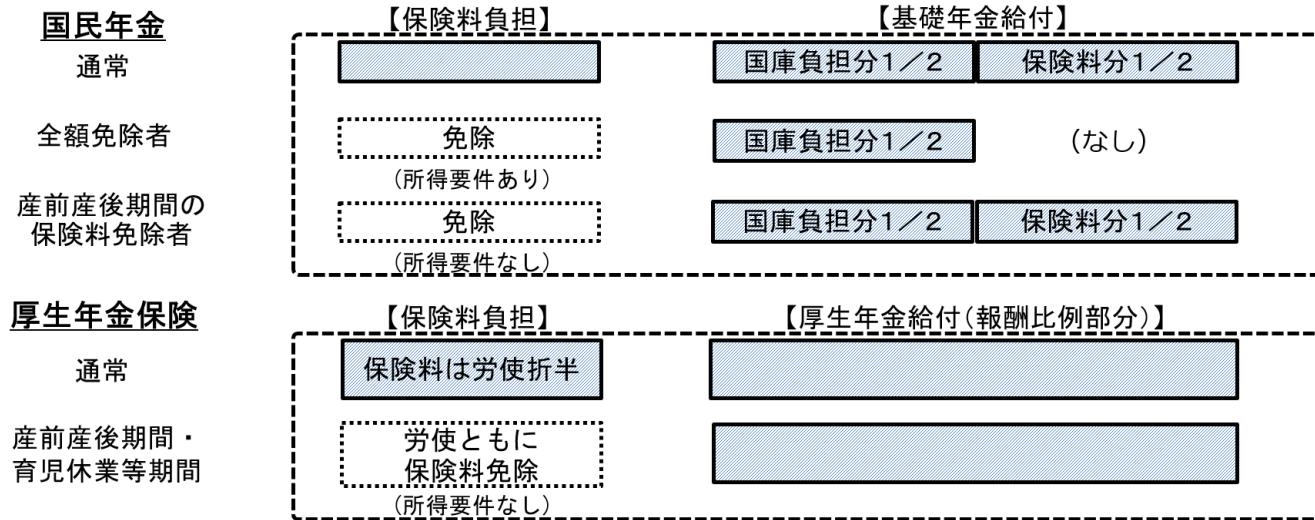 国民年金
【保険料負担】
【基礎年金給付】
通常
国庫負担分1/2
保険料分1/2
全額免除者
免除
国庫負担分1/2
(なし)
(所得要件あり)
産前産後期間の
保険料免除者
免除
国庫負担分1/2
保険料分1/2
(所得要件なし)
厚生年金保険
【保険料負担】
【厚生年金給付(報酬比例部分)】
通常
保険料は労使折半
産前産後期間・
育児休業等期間
労使ともに
保険料免除
(所得要件なし)